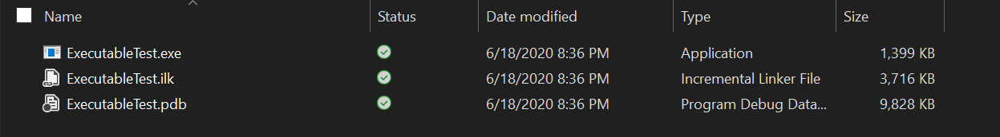 Name Status Date modified Type Size
ExecutableTest.exe 6/18/2020 8:36 PM Application 1,399 KB
ExecutableTest.ilk 6/18/2020 8:36 PM Incremental Linker File 3,716 KB
ExecutableTest.pdb 6/18/2020 8:36 PM Program Debug Data... 9,828 KB